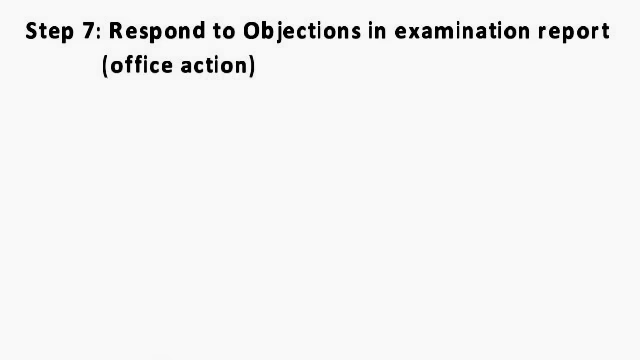 Step 7: Respond to Objections in examination report
(office action)